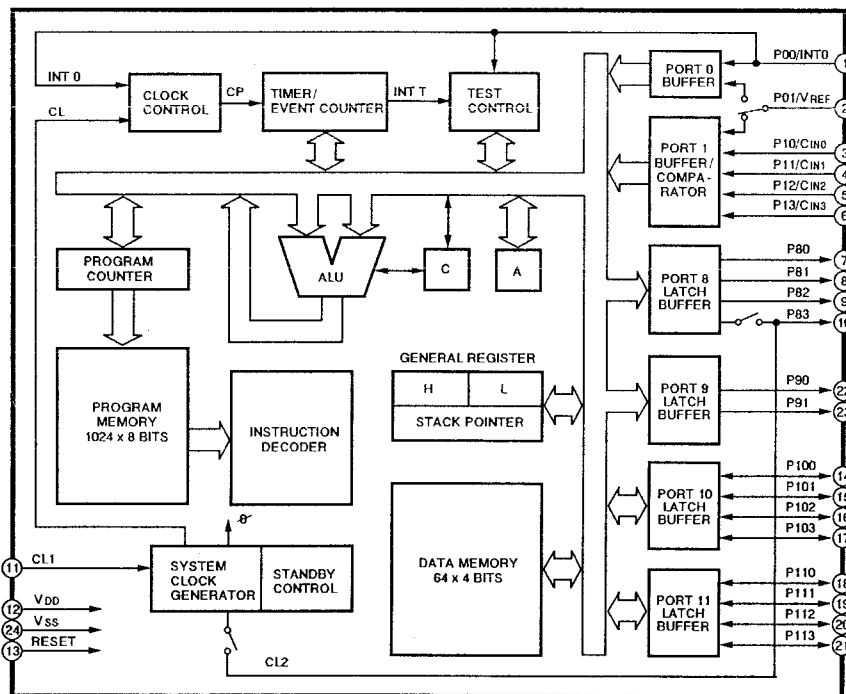 INT 0
CL
CLOCK
CONTROL
CP
TIMER/
EVENT COUNTER
INT T
TEST
CONTROL
PORT 0
BUFFER
P00/INT0
1
P01/VREF
2
PORT 1
BUFFER/
COMPA-
RATOR
P10/CIN0
3
P11/CIN1
4
P12/CIN2
5
P13/CIN3
6
PROGRAM
COUNTER
ALU
C
A
PORT 8
LATCH
BUFFER
P80
7
P81
8
P82
9
P83
10
PROGRAM
MEMORY
1024 x 8 BITS
INSTRUCTION
DECODER
GENERAL REGISTER
H
L
STACK POINTER
PORT 9
LATCH
BUFFER
P90
22
P91
23
DATA MEMORY
64 x 4 BITS
PORT 10
LATCH
BUFFER
P100
14
P101
15
P102
16
P103
17
11
CL1
SYSTEM
CLOCK
GENERATOR
STANDBY
CONTROL
12
VDD
24
VSS
13
RESET
CL2
PORT 11
LATCH
BUFFER
P110
18
P111
19
P112
20
P113
21